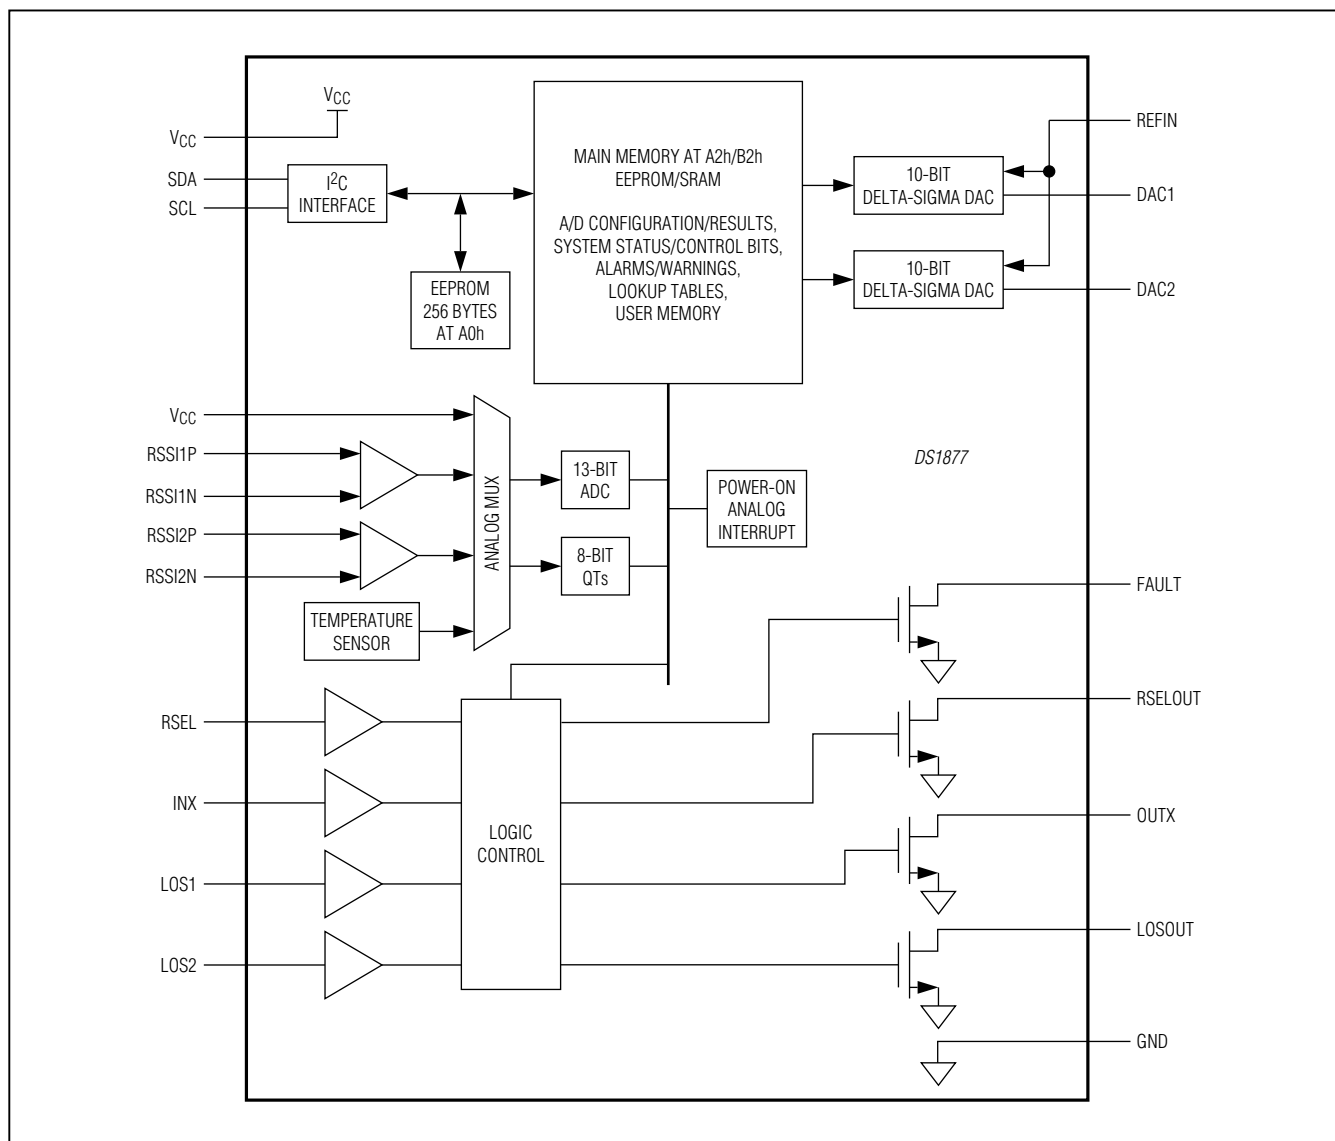 VCC
VCC
SDA
SCL
I2C
INTERFACE
EEPROM
256 BYTES
AT A0h
MAIN MEMORY AT A2h/B2h
EEPROM/SRAM
A/D CONFIGURATION/RESULTS,
SYSTEM STATUS/CONTROL BITS,
ALARMS/WARNINGS,
LOOKUP TABLES,
USER MEMORY
10-BIT
DELTA-SIGMA DAC
10-BIT
DELTA-SIGMA DAC
REFIN
DAC1
DAC2
VCC
RSSI1P
RSSI1N
RSSI2P
RSSI2N
TEMPERATURE
SENSOR
ANALOG MUX
13-BIT
ADC
8-BIT
QTs
POWER-ON
ANALOG
INTERRUPT
DS1877
RSEL
INX
LOS1
LOS2
LOGIC
CONTROL
FAULT
RSELOUT
OUTX
LOSOUT
GND